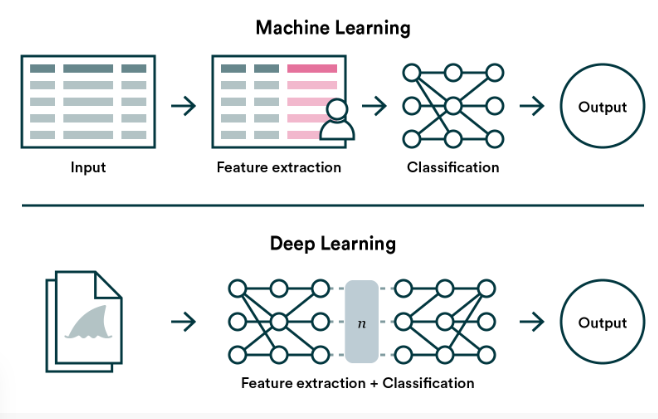 Machine Learning
Input
Feature extraction
Classification
Output
Deep Learning
n
Feature extraction + Classification
Output